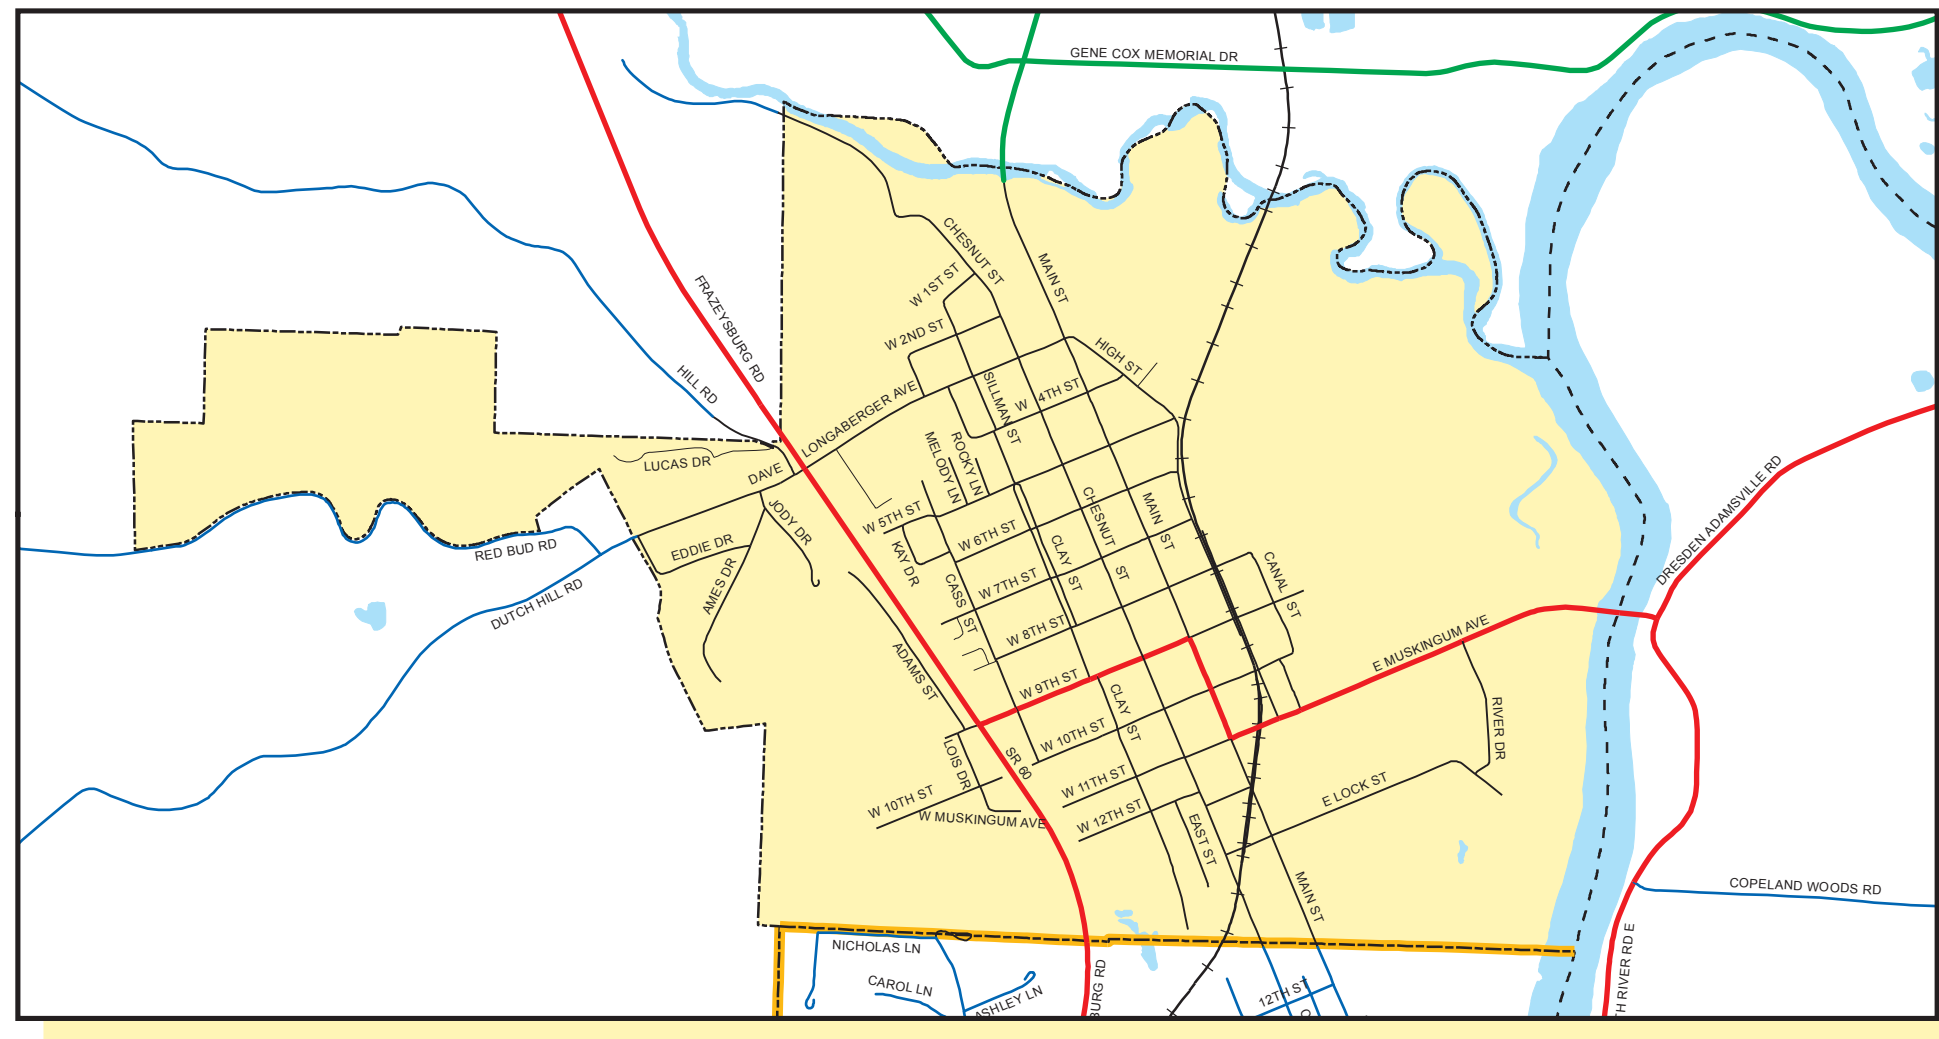 GENE COX MEMORIAL DR
CHESNUT ST
MAIN ST
W 1ST ST
FRAZEYSBURG RD
W 2ND ST
HIGH ST
HILL RD
SILLMAN ST
W 4TH ST
LONGABERGER AVE
DAVE
LUCAS DR
MELODY LN
ROCKY LN
JODY DR
W 5TH ST
CHESNUT ST
MAIN ST
W 6TH ST
RED BUD RD
EDDIE DR
KAY DR
CLAY ST
CANAL ST
DRESDEN ADAMSVILLE RD
AMES DR
CASS ST
W 7TH ST
DUTCH HILL RD
W 8TH ST
E MUSKINGUM AVE
ADAMS ST
W 9TH ST
CLAY ST
RIVER DR
W 10TH ST
LOIS DR
SR 60
W 11TH ST
E LOCK ST
W 10TH ST
W MUSKINGUM AVE
W 12TH ST
EAST ST
MAIN ST
COPELAND WOODS RD
NICHOLAS LN
CAROL LN
ASHLEY LN
BURG RD
12TH ST
TH RIVER RD E